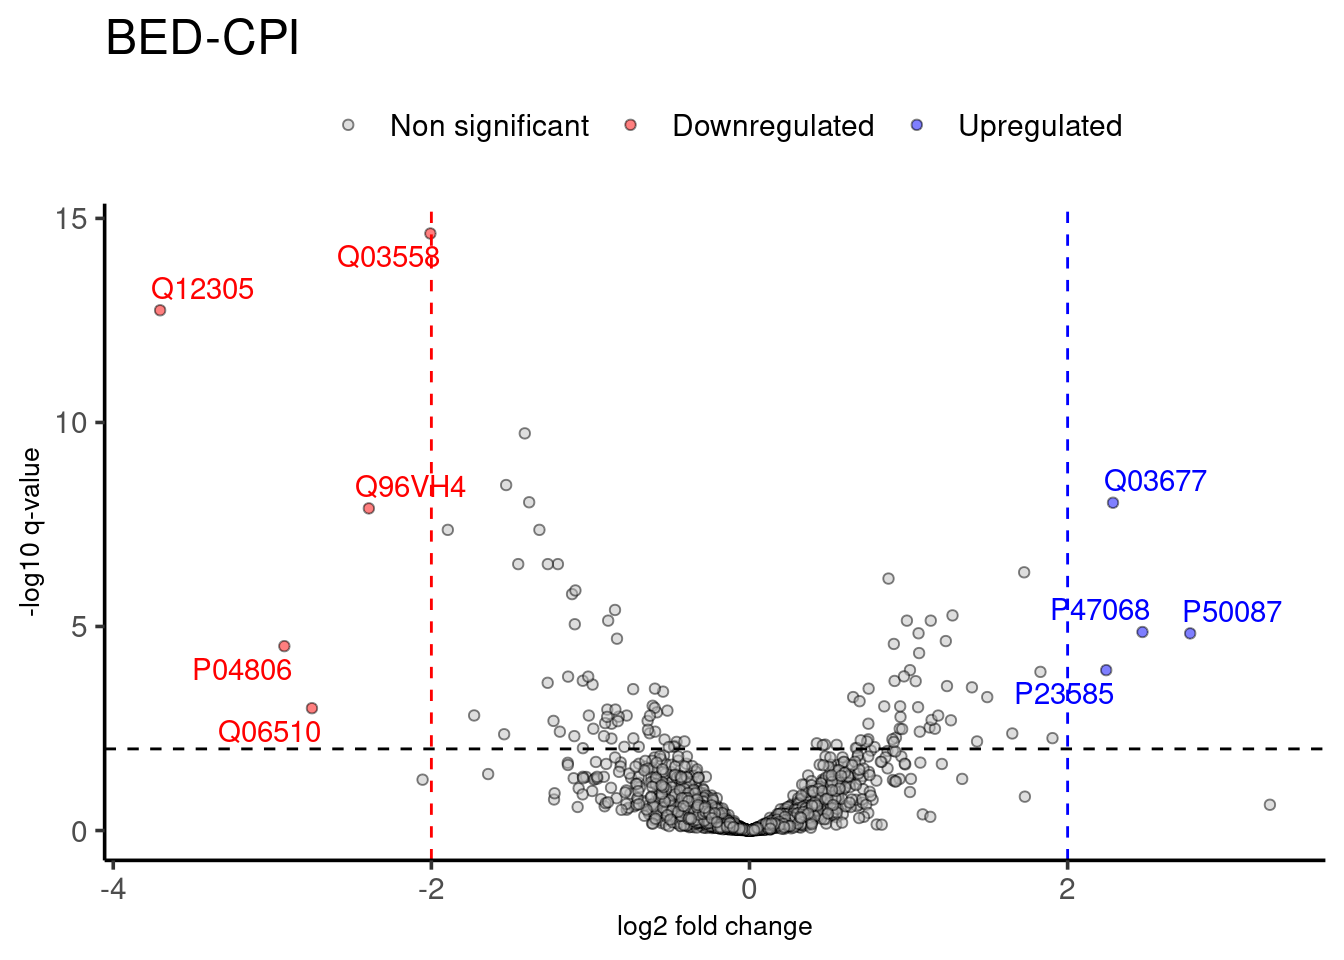 BED-CPI
Non significant Downregulated Upregulated
15
Q03558
Q12305
10
Q96VH4
Q03677
5
P47068 P50087
P04806
P23585
Q06510
0
-4 -2 0 2
log2 fold change
-log10 q-value